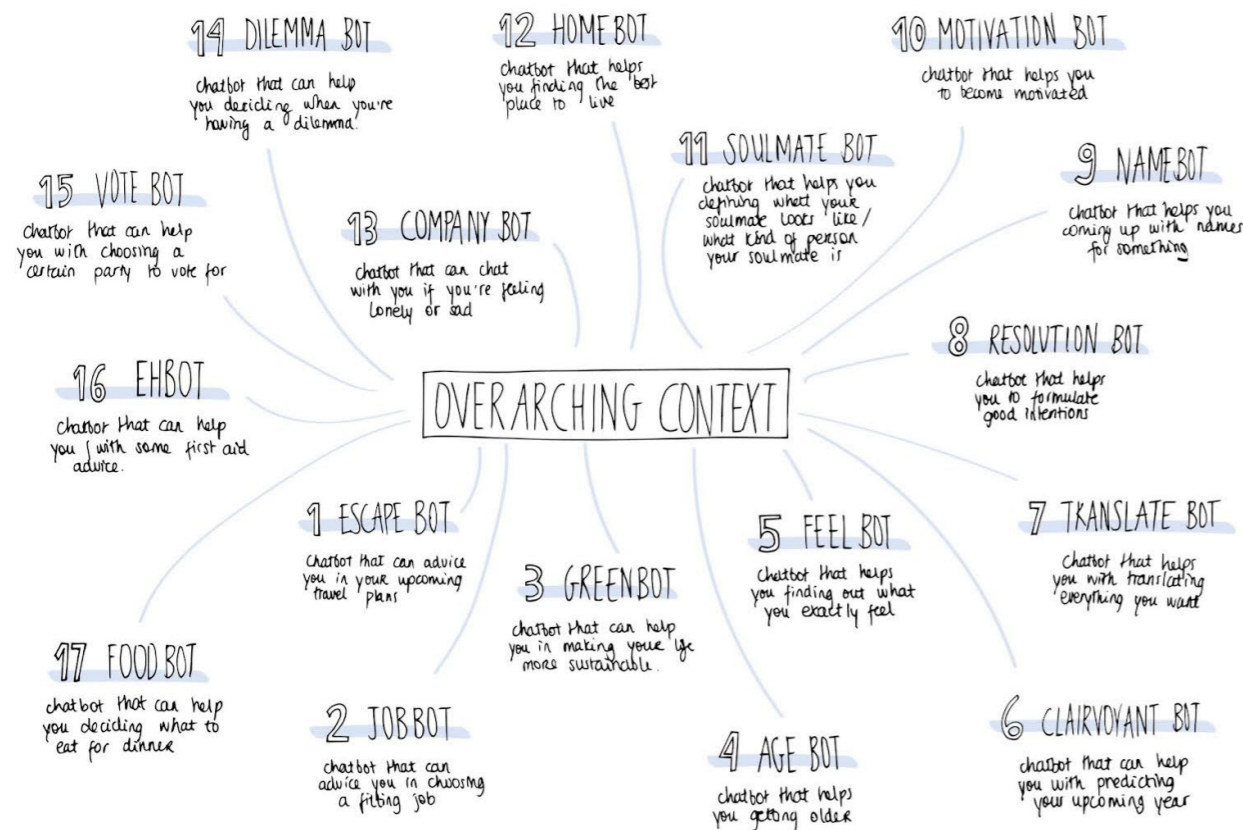 14 DILEMMA BOT
chatbot that can help
you deciding when you're
having a dilemma.
12 HOMEBOT
chatbot that helps
you finding the best
place to live
10 MOTIVATION BOT
chatbot that helps you
to become motivated
11 SOULMATE BOT
chatbot that helps you
defining what your
soulmate looks like /
what kind of person
your soulmate is
9 NAMEBOT
chatbot that helps you
coming up with names
for something
15 VOTE BOT
chatbot that can help
you with choosing a
certain party to vote for
13 COMPANY BOT
chatbot that can chat
with you if you're feeling
lonely or sad
8 RESOLUTION BOT
chatbot that helps
you to formulate
good intentions
16 EHBOT
chatbot that can help
you with some first aid
advice.
OVERARCHING CONTEXT
1 ESCAPE BOT
chatbot that can advice
you in your upcoming
travel plans
3 GREENBOT
chatbot that can help
you in making your life
more sustainable.
5 FEEL BOT
chatbot that helps
you finding out what
you exactly feel
7 TRANSLATE BOT
chatbot that helps
you with translating
everything you want
17 FOOD BOT
chatbot that can help
you deciding what to
eat for dinner
2 JOBBOT
chatbot that can
advice you in choosing
a fitting job
4 AGE BOT
chatbot that helps
you getting older
6 CLAIRVOYANT BOT
chatbot that can help
you with predicting
your upcoming year